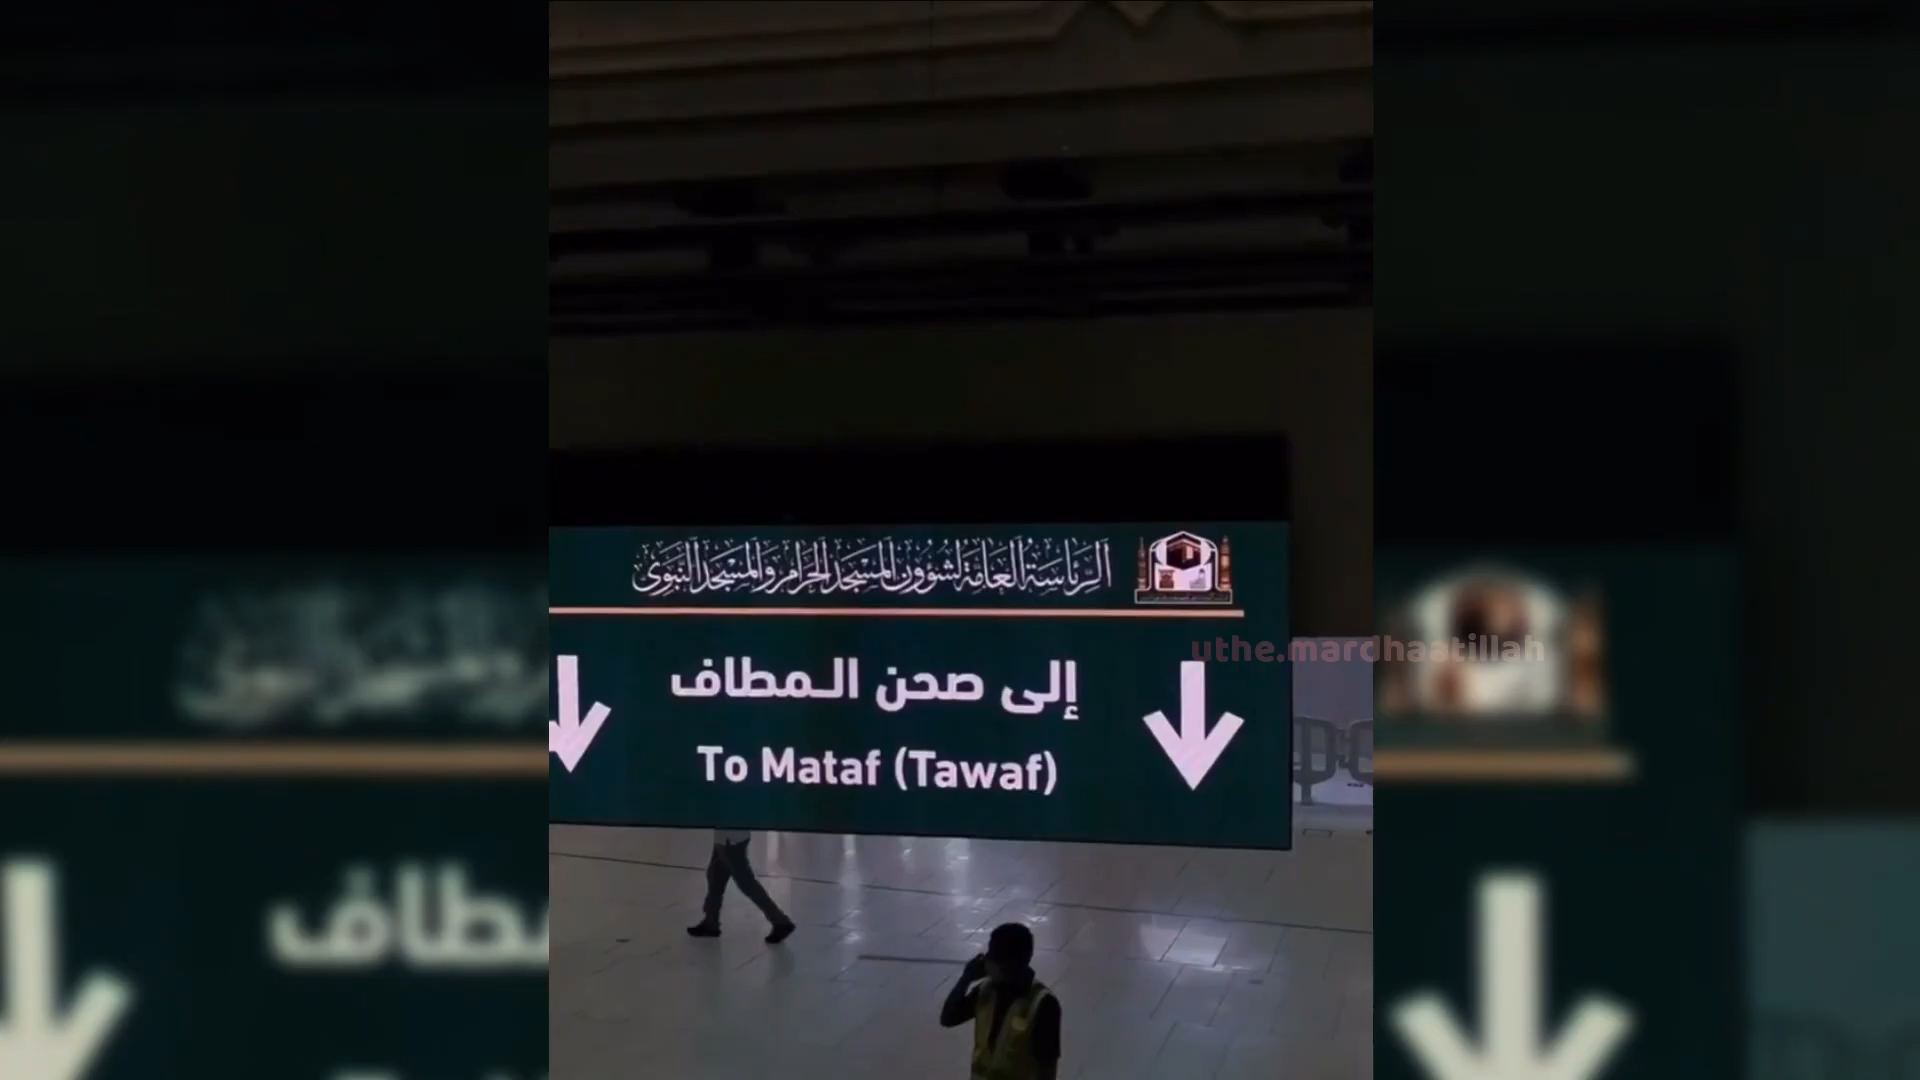 الرئاسة العامة لشؤون المسجد الحرام والمسجد النبوي
إلى صحن المطاف
To Mataf (Tawaf)
uthe.mardhaatillah